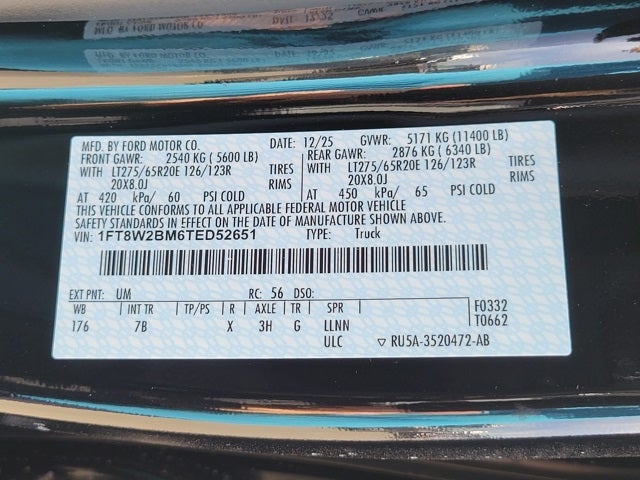 MFD. BY FORD MOTOR CO. DATE: 12/25 GVWR: 5171 KG (11400 LB)
FRONT GAWR: 2540 KG (5600 LB) REAR GAWR: 2876 KG (6340 LB)
WITH LT275/65R20E 126/123R TIRES WITH LT275/65R20E 126/123R TIRES
20X8.0J RIMS 20X8.0J RIMS
AT 420 kPa/ 60 PSI COLD AT 450 kPa/ 65 PSI COLD
THIS VEHICLE CONFORMS TO ALL APPLICABLE FEDERAL MOTOR VEHICLE
SAFETY STANDARDS IN EFFECT ON THE DATE OF MANUFACTURE SHOWN ABOVE.
VIN: 1FT8W2BM6TED52651 TYPE: Truck
EXT PNT: UM RC: 56 DSO:
WB INT TR TP/PS R AXLE TR SPR F0332
176 7B X 3H G LLNN T0662
ULC ▽ RU5A-3520472-AB